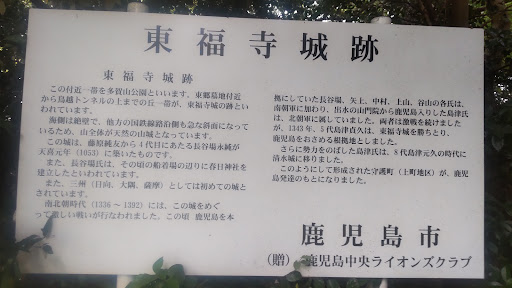 東福寺城跡
東福寺城跡
この付近一帯を多賀山公園といいます。東郷墓地付近
から鳥越トンネルの上までの丘一帯が、東福寺城の跡とい
われています。
海側は絶壁で、他方の国鉄線路沿側も急な斜面になって
いるため、山全体が天然の山城となっています。
この城は、藤原純友から4代目にあたる長谷場永純が
天喜元年(1053)に築いたものです。
また、長谷場氏は、その頃の船着場の辺りに春日神社を
建立したといわれています。
また、三州(日向、大隅、薩摩)としては初めての城と
されています。
南北朝時代(1336~1392)には、この城をめぐ
って激しい戦いが行なわれました。この頃 鹿児島を本
拠にしていた長谷場、矢上、中村、上山、谷山の各氏は、
南朝軍に加わり、出水の山門院から鹿児島入りした島津氏
は、北朝軍に属していました。両者は激戦を続けました
が、1343年、5代島津貞久は、東福寺城を勝ちとり、
鹿児島をおさめる根拠地としました。
さらに勢力をのばした島津氏は、8代島津元久の時代に
清水城に移りました。
このようにして形成された守護町(上町地区)が、鹿児
島発達のもとになりました。
鹿児島市
(贈) 鹿児島中央ライオンズクラブ